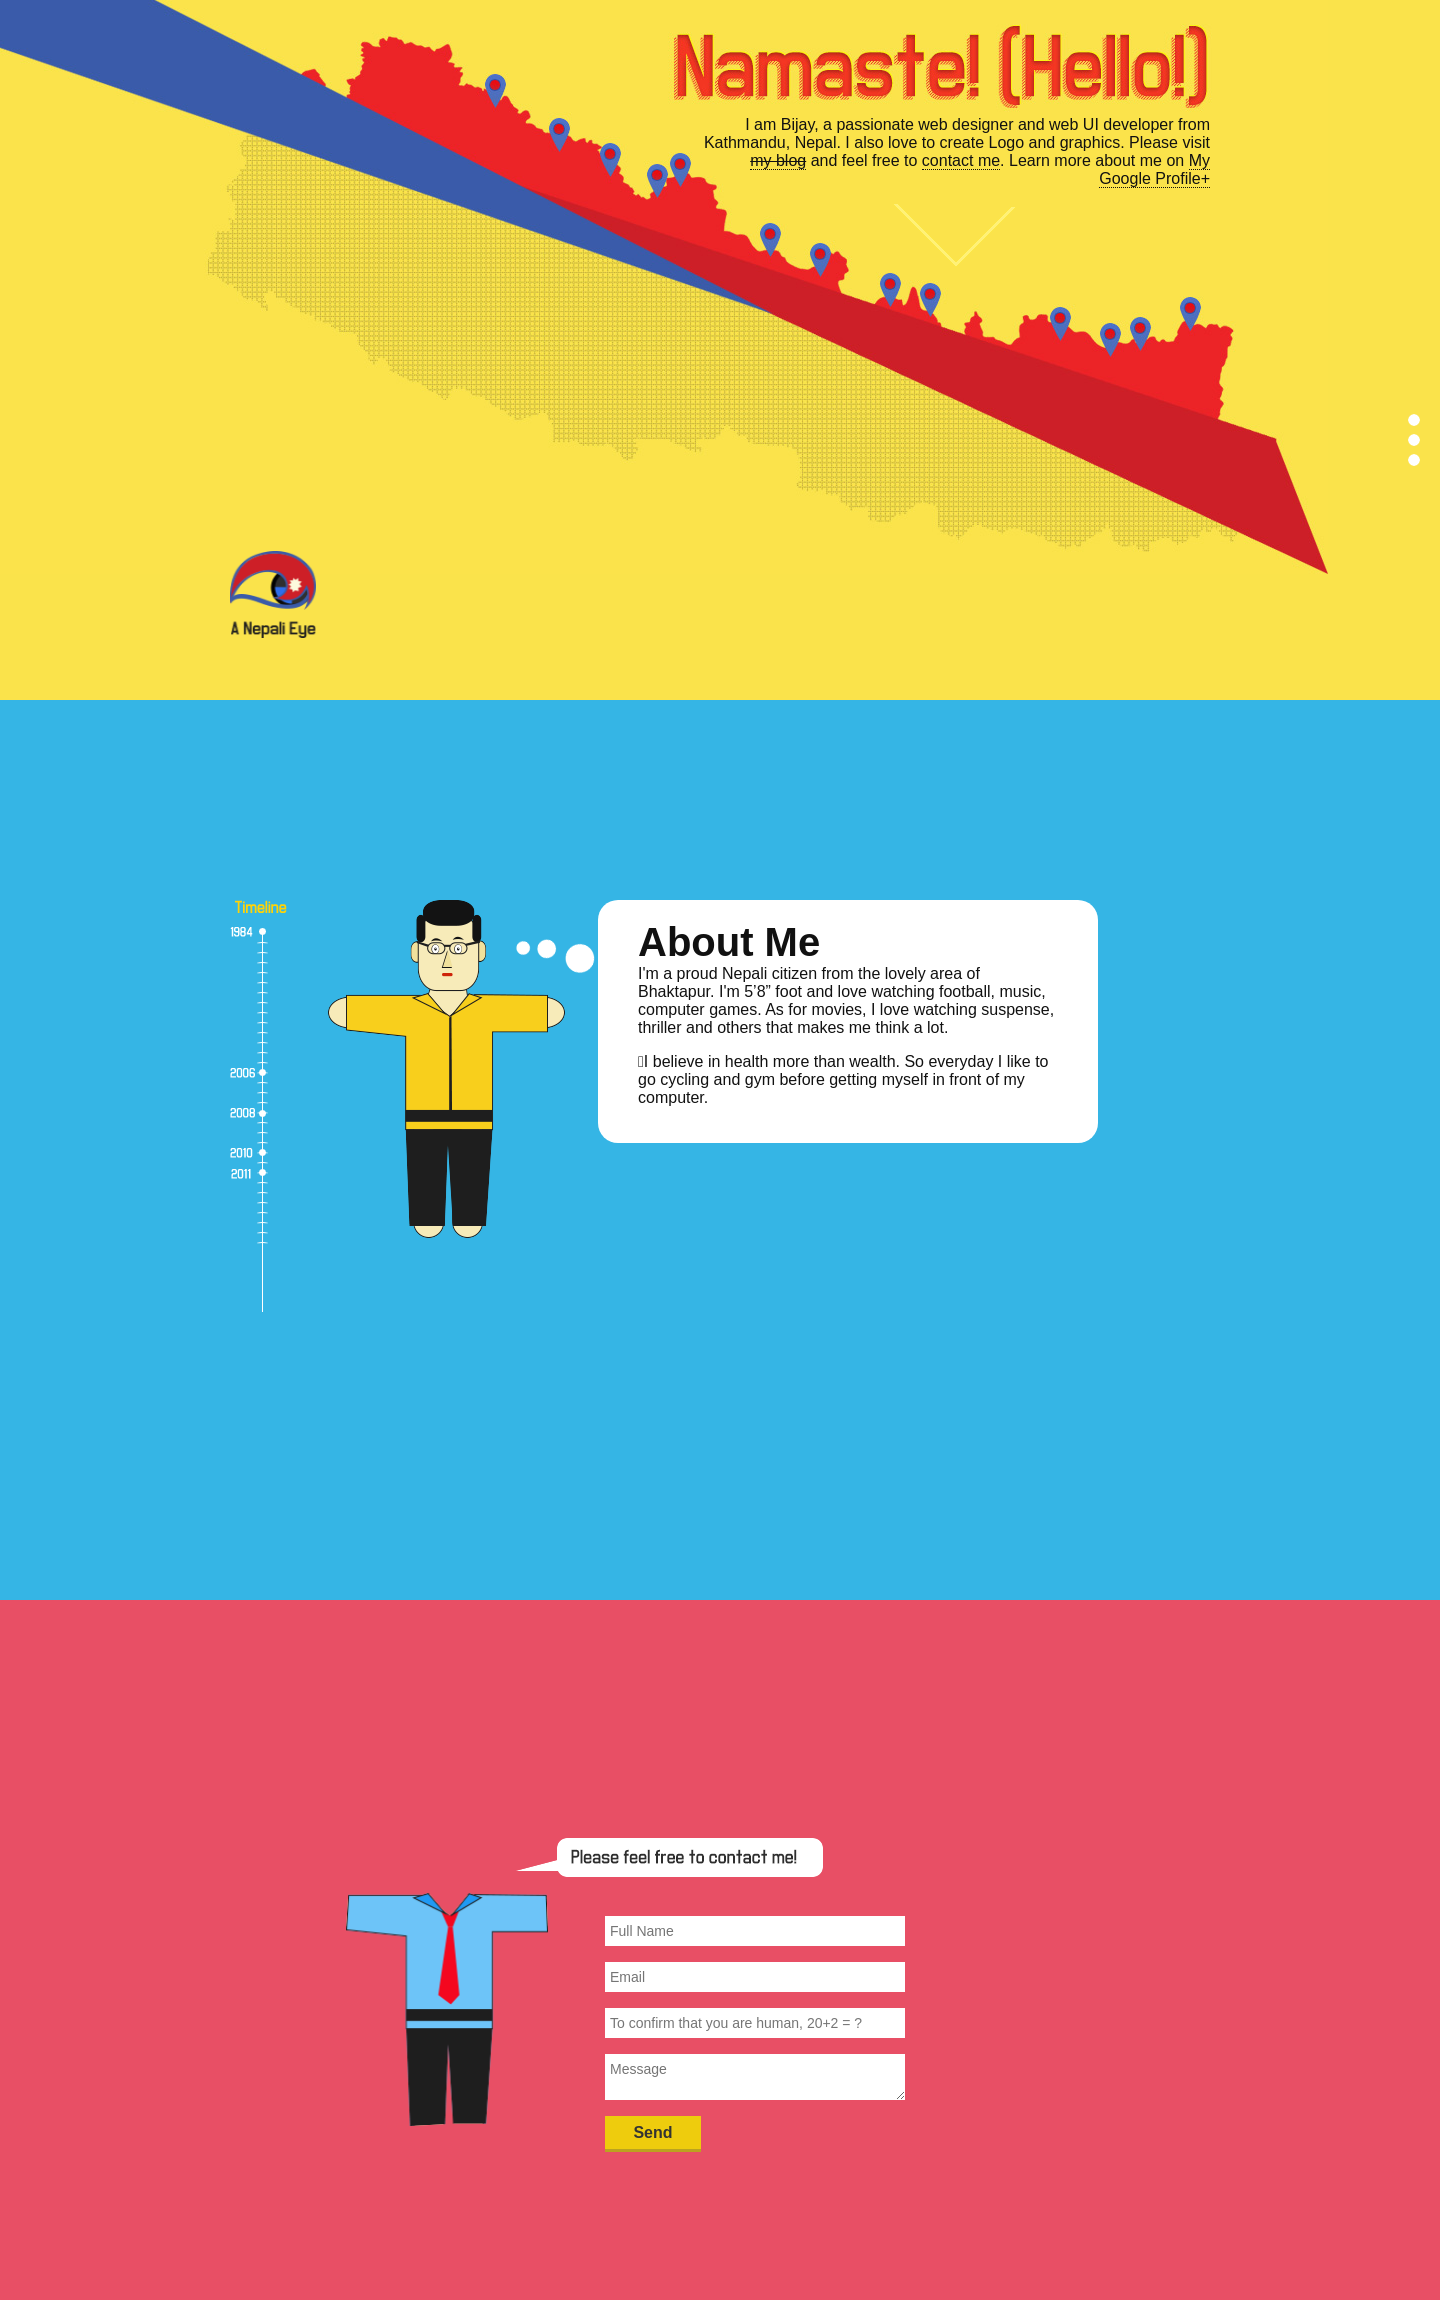 Namaste! (Hello!)
I am Bijay, a passionate web designer and web UI developer from
Kathmandu, Nepal. I also love to create Logo and graphics. Please visit
my blog and feel free to contact me. Learn more about me on My
Google Profile+
A Nepali Eye
Timeline
1984
2006
2008
2010
2011
About Me
I'm a proud Nepali citizen from the lovely area of
Bhaktapur. I'm 5’8” foot and love watching football, music,
computer games. As for movies, I love watching suspense,
thriller and others that makes me think a lot.
I believe in health more than wealth. So everyday I like to
go cycling and gym before getting myself in front of my
computer.
Please feel free to contact me!
Full Name
Email
To confirm that you are human, 20+2 = ?
Message
Send